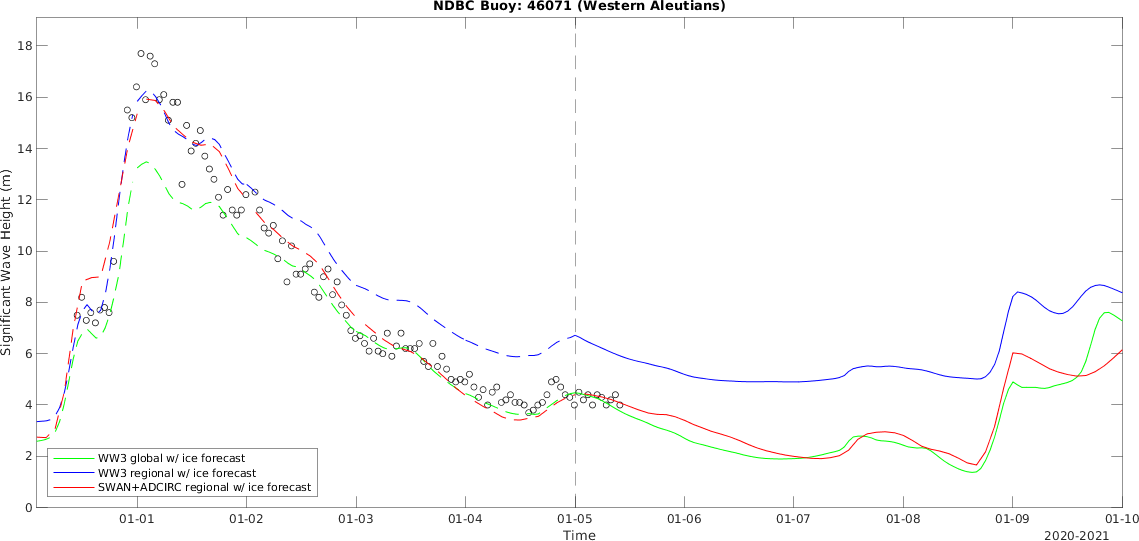 NDBC Buoy: 46071 (Western Aleutians)
Significant Wave Height (m)
18
16
14
12
10
8
6
4
2
0
WW3 global w/ ice forecast
WW3 regional w/ ice forecast
SWAN+ADCIRC regional w/ ice forecast
01-01 01-02 01-03 01-04 01-05 01-06 01-07 01-08 01-09 01-10
Time
2020-2021